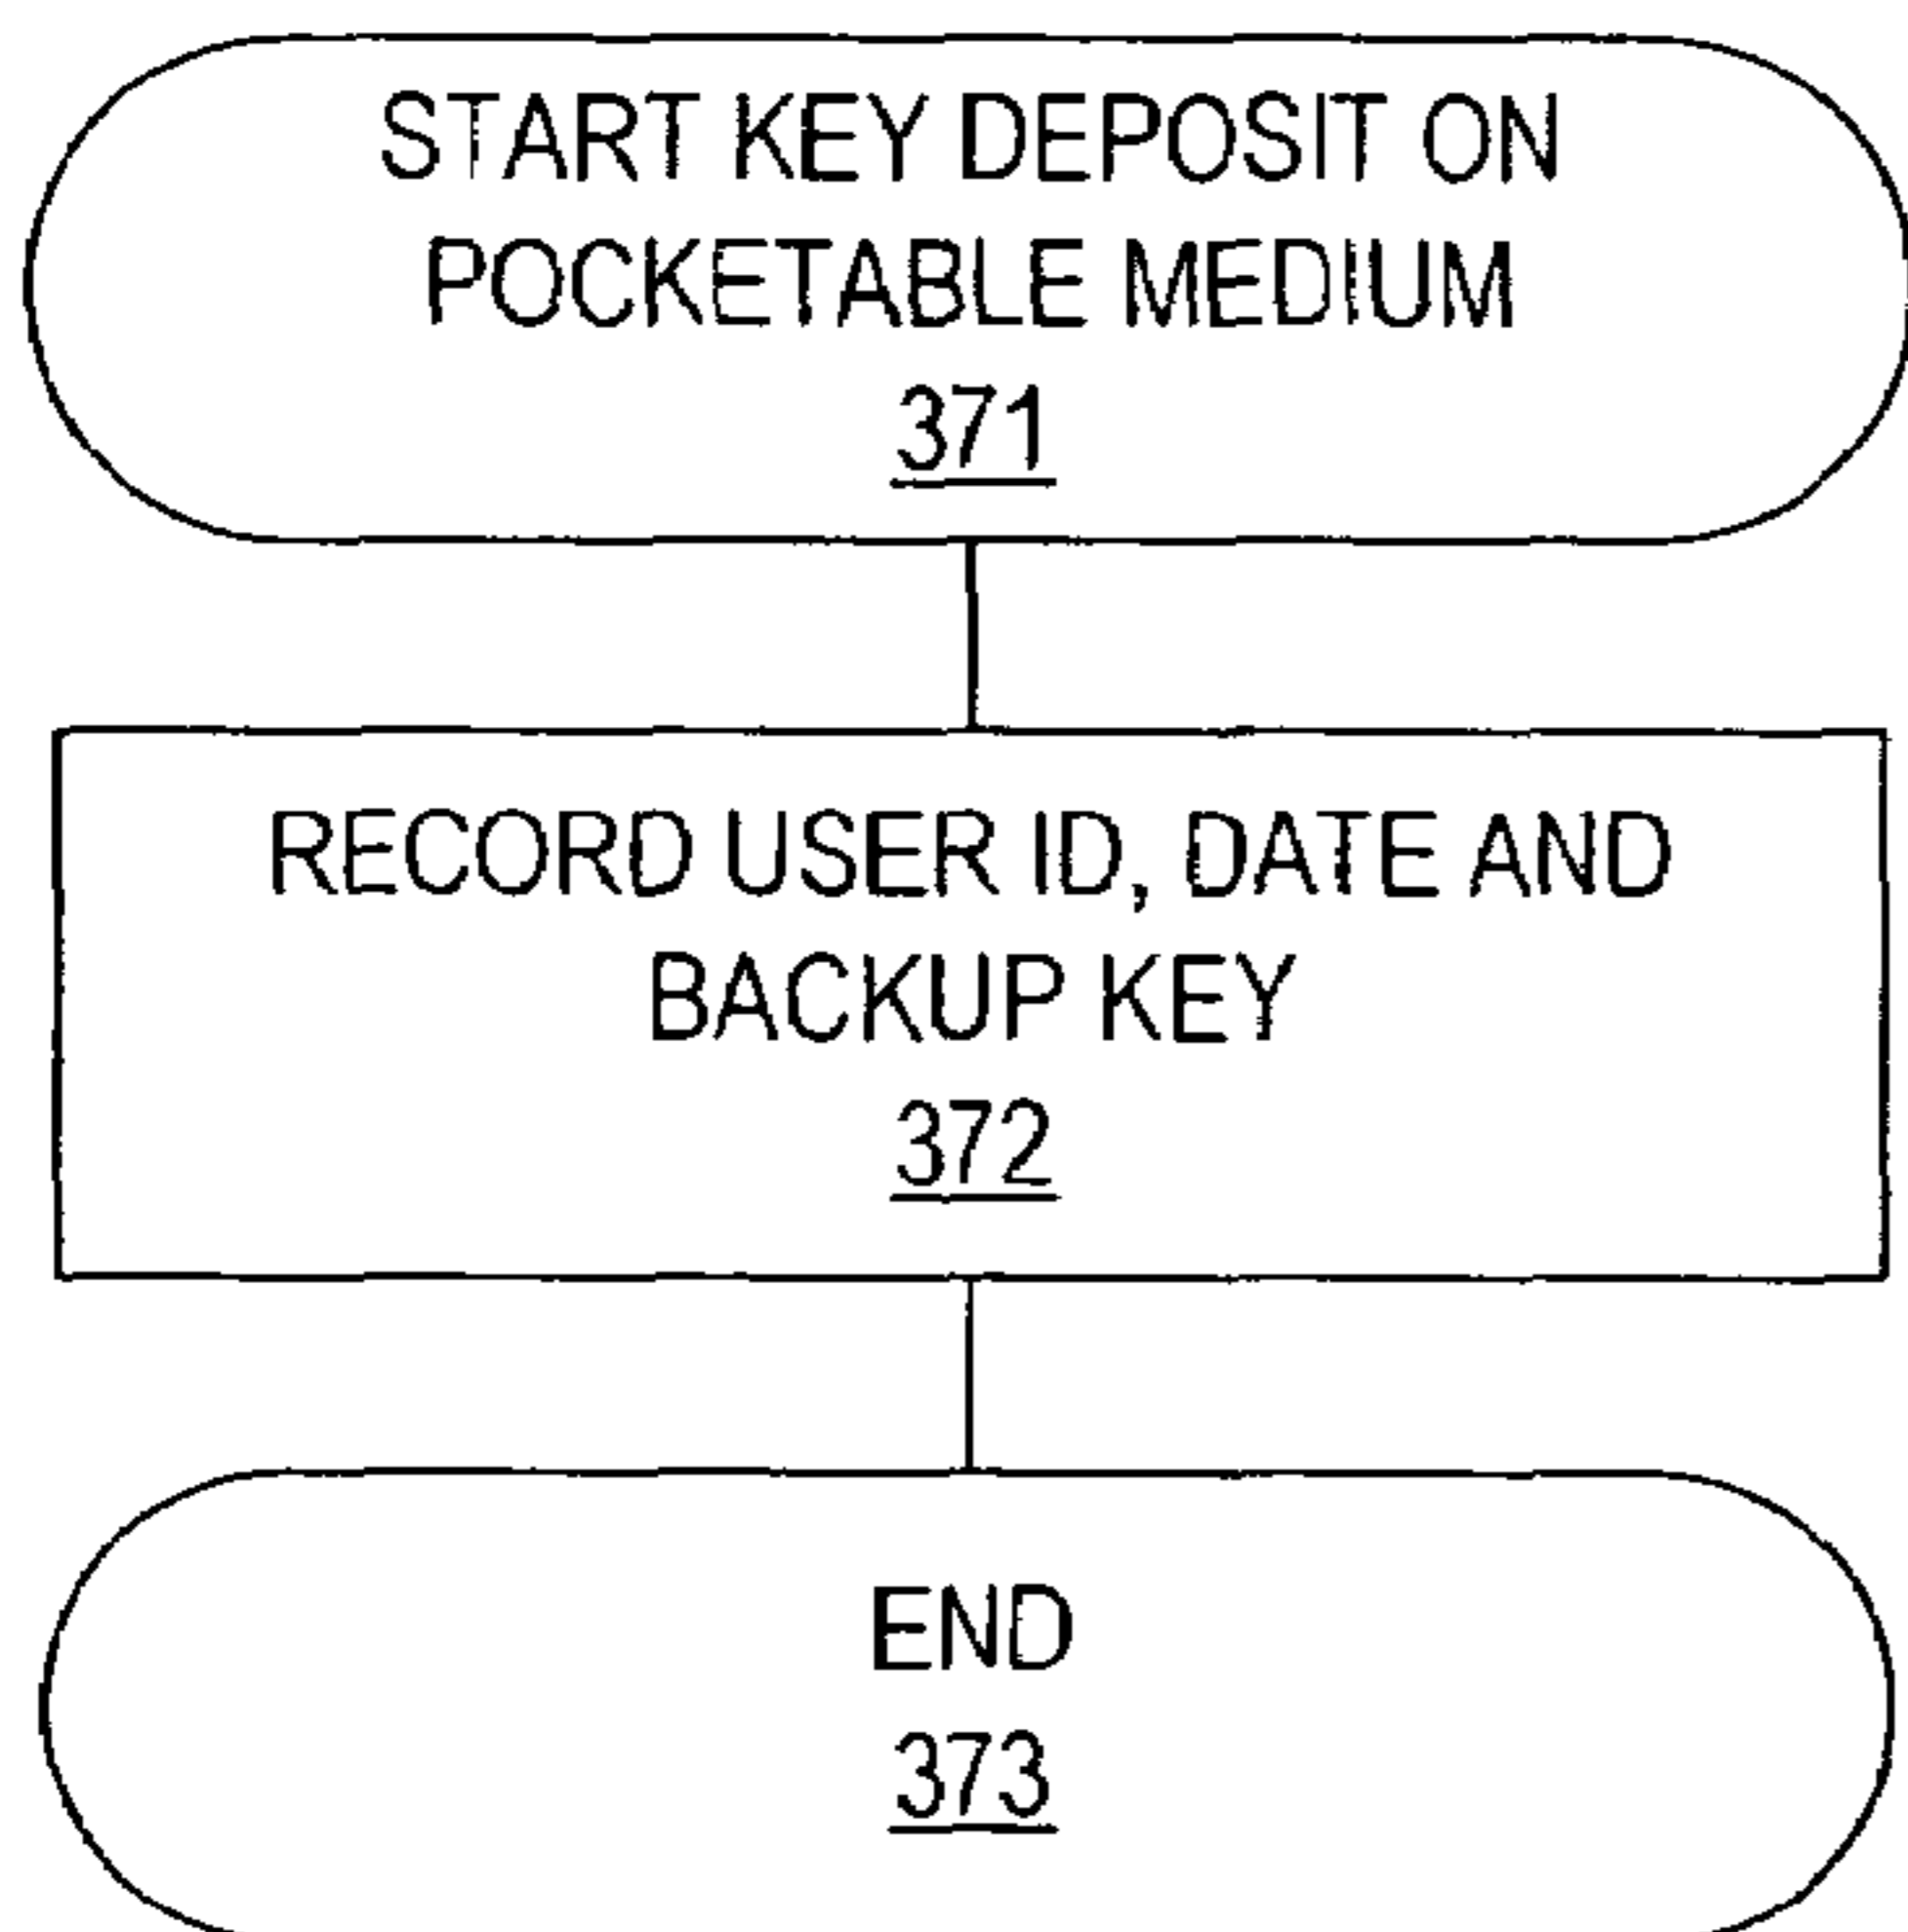 START KEY DEPOSIT ON
POCKETABLE MEDIUM
371
RECORD USER ID, DATE AND
BACKUP KEY
372
END
373